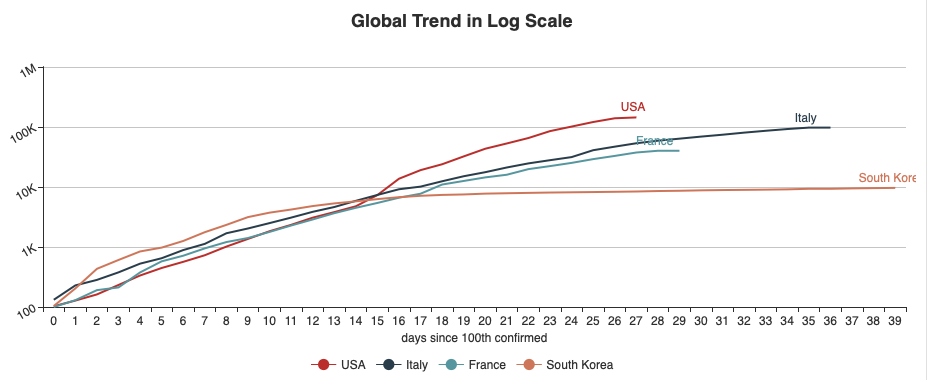 Global Trend in Log Scale
1M
USA
Italy
100K
France
10K
South Kore
1K
100
0 1 2 3 4 5 6 7 8 9 10 11 12 13 14 15 16 17 18 19 20 21 22 23 24 25 26 27 28 29 30 31 32 33 34 35 36 37 38 39
days since 100th confirmed
USA Italy France South Korea